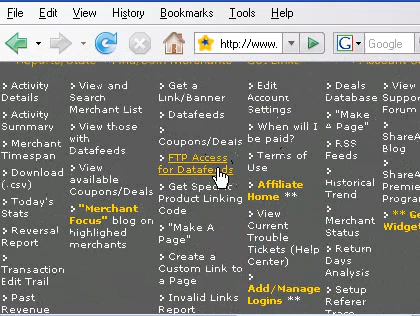 File Edit View History Bookmarks Tools Help
http://www.
G Google
Activity
Details
Activity
Summary
Merchant
Timespan
Download
(.csv)
Today's
Stats
Reversal
Report
Transaction
Edit Trail
Past
Revenue
View and
Search
Merchant List
View those
with
Datafeeds
View
available
Coupons/Deals
"Merchant
Focus" blog on
highlighed
merchants
Get a
Link/Banner
Datafeeds
Coupons/Deals
FTP Access
for Datafeeds
Get Specific
Product Linking
Code
"Make A
Page"
Create a
Custom Link to
a Page
Invalid Links
Report
Edit
Account
Settings
When will I
be paid?
Terms of
Use
Affiliate
Home **
View
Current
Trouble
Tickets (Help
Center)
Add/Manage
Logins **
Deals
Database
"Make
A Page"
RSS
Feeds
Historical
Trend
Merchant
Status
Return
Days
Analysis
Setup
Referer
View
Support
Forum
ShareA
Blog
ShareA
Program
** Ge
Widget